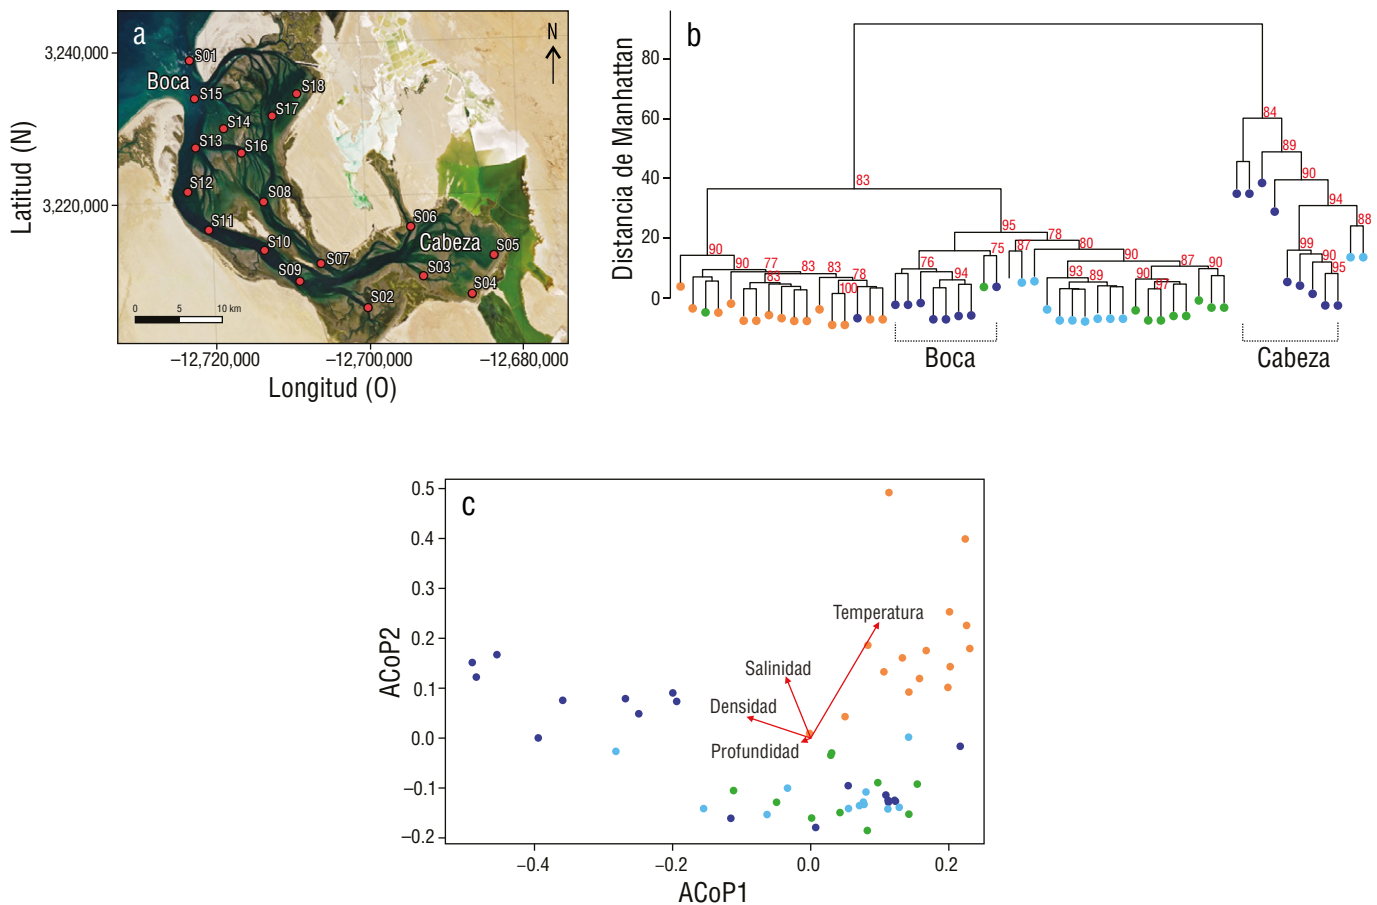 a
N
3,240,000
3,220,000
Latitud (N)
Boca
Cabeza
S01
S15
S18
S17
S14
S13
S16
S12
S08
S11
S10
S06
S05
S07
S09
S03
S04
S02
0 5 10 km
−12,720,000 −12,700,000 −12,680,000
Longitud (O)
b
Distancia de Manhattan
80
60
40
20
0
84
89
90
94
88
99
90
95
83
95
75
78
87
80
90
76
94
93
89
87
90
90
97
90
90
77
83
83
83
78
100
Boca
Cabeza
c
ACoP2
0.5
0.4
0.3
0.2
0.1
0.0
−0.1
−0.2
Temperatura
Salinidad
Densidad
Profundidad
−0.4 −0.2 0.0 0.2
ACoP1